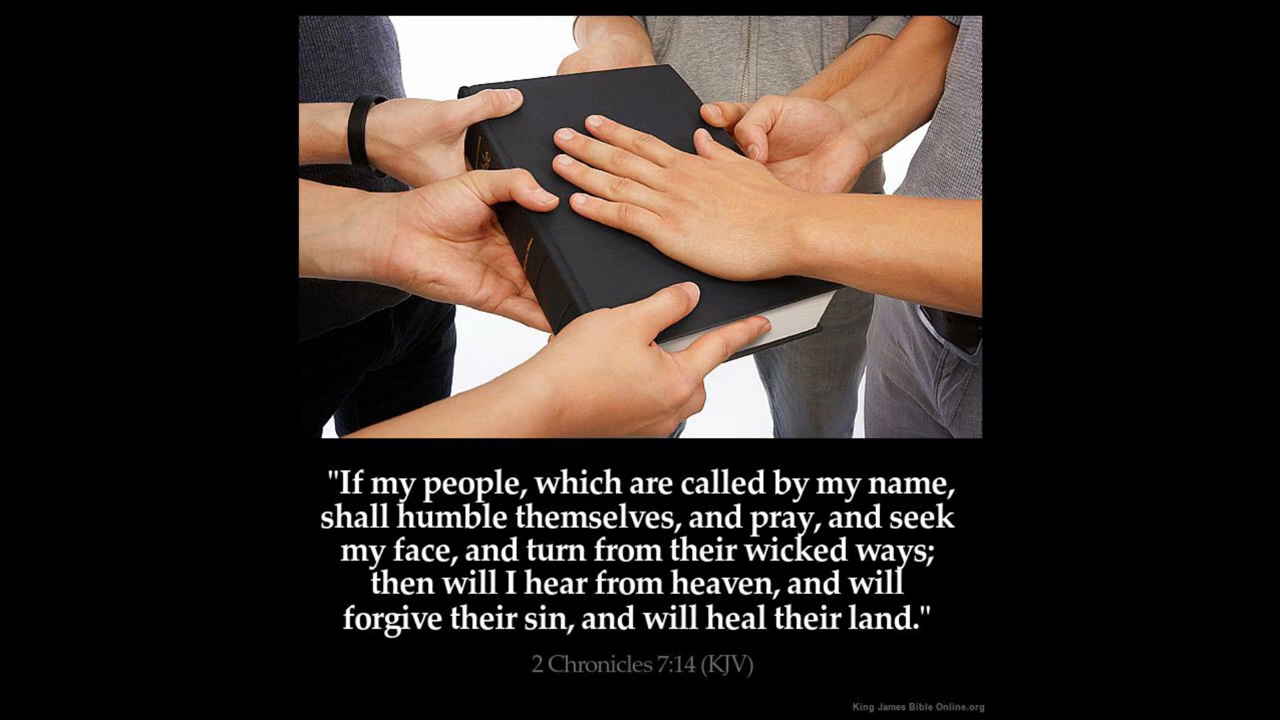 "If my people, which are called by my name,
shall humble themselves, and pray, and seek
my face, and turn from their wicked ways;
then will I hear from heaven, and will
forgive their sin, and will heal their land."
2 Chronicles 7:14 (KJV)
King James Bible Online.org